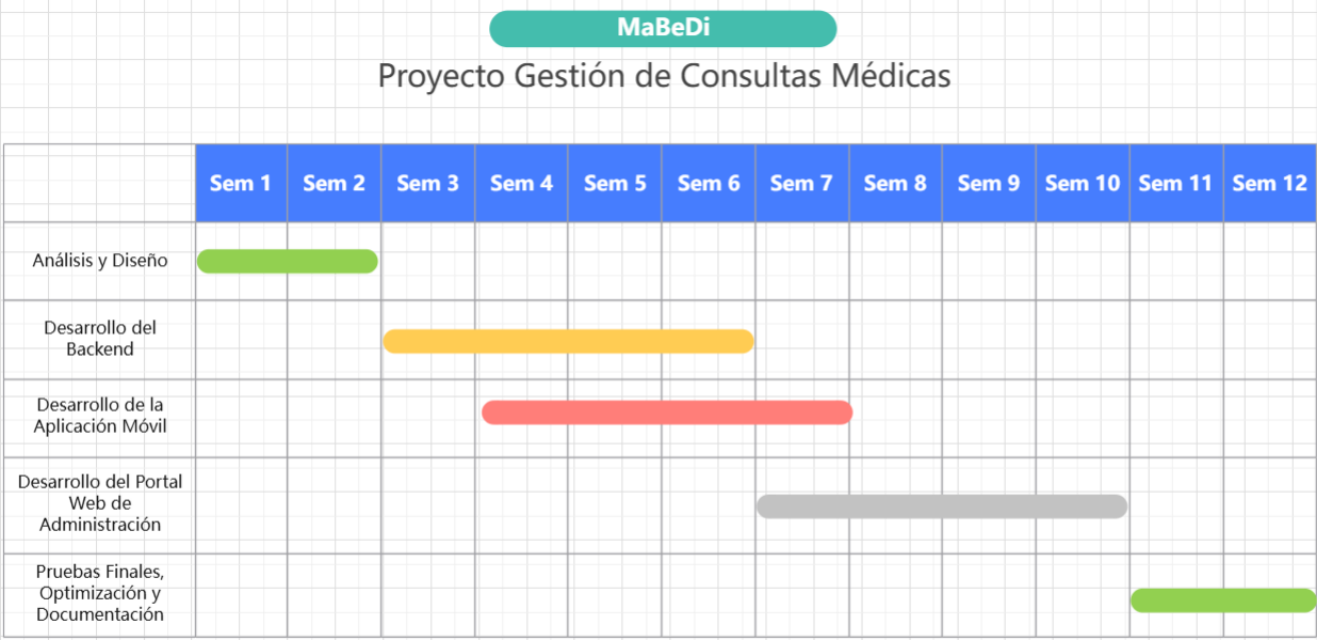 MaBeDi
Proyecto Gestión de Consultas Médicas
Sem 1 Sem 2 Sem 3 Sem 4 Sem 5 Sem 6 Sem 7 Sem 8 Sem 9 Sem 10 Sem 11 Sem 12
Análisis y Diseño
Desarrollo del
Backend
Desarrollo de la
Aplicación Móvil
Desarrollo del Portal
Web de
Administración
Pruebas Finales,
Optimización y
Documentación